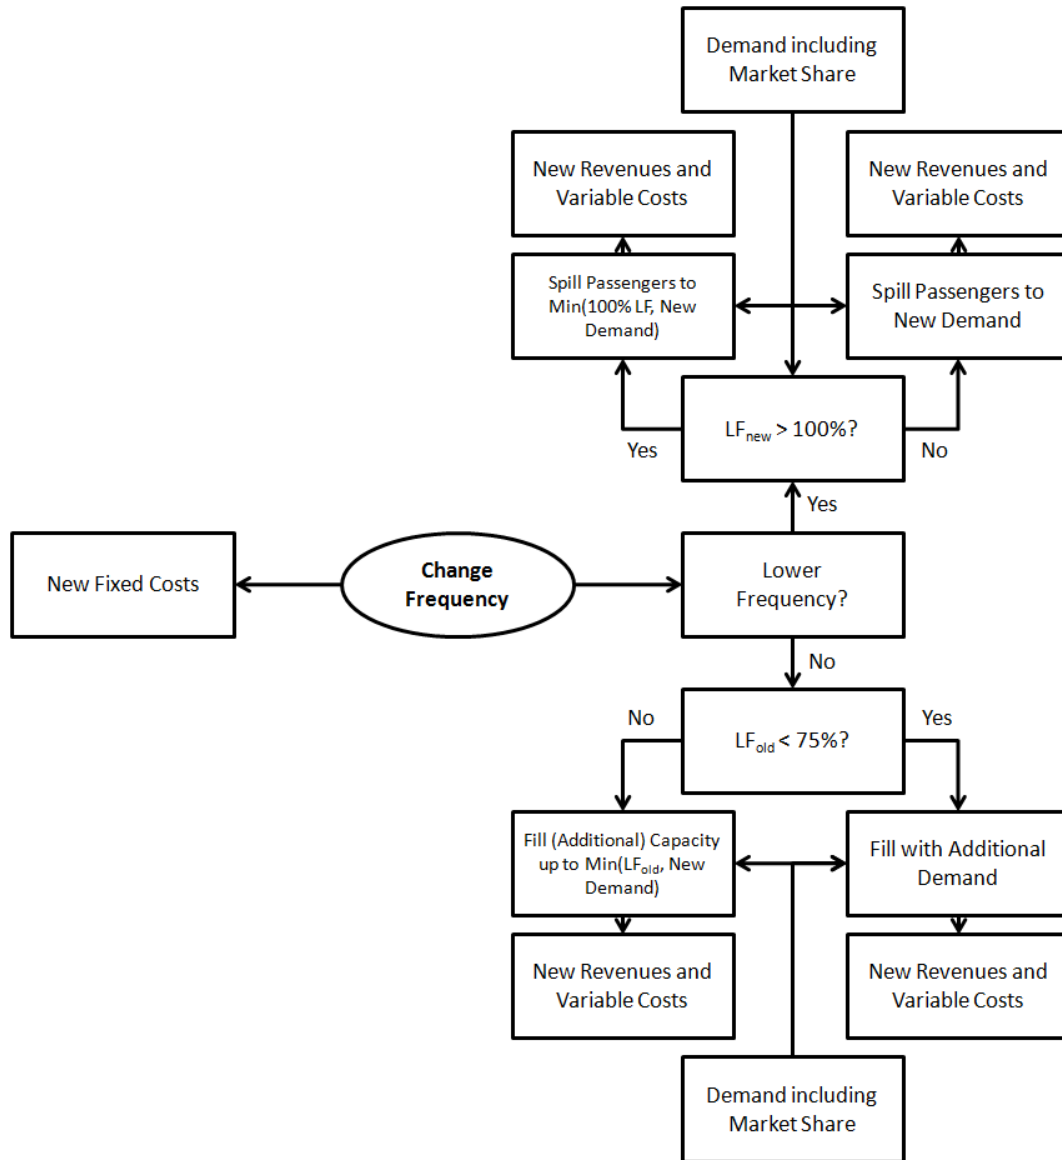 Demand including
Market Share
New Revenues and
Variable Costs
New Revenues and
Variable Costs
Spill Passengers to
Min(100% LF, New
Demand)
Spill Passengers to
New Demand
LFnew > 100%?
Yes
No
Yes
New Fixed Costs
Change
Frequency
Lower
Frequency?
No
No
Yes
LFold < 75%?
Fill (Additional) Capacity
up to Min(LFold, New
Demand)
Fill with Additional
Demand
New Revenues and
Variable Costs
New Revenues and
Variable Costs
Demand including
Market Share